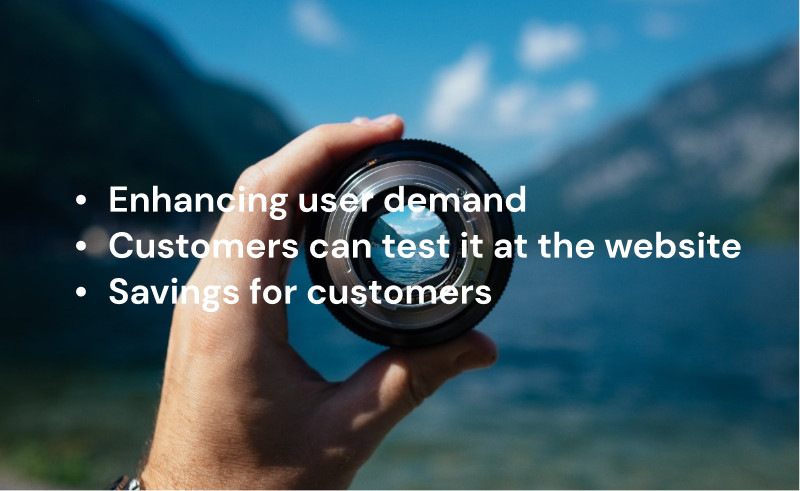 • Enhancing user demand
• Customers can test it at the website
• Savings for customers